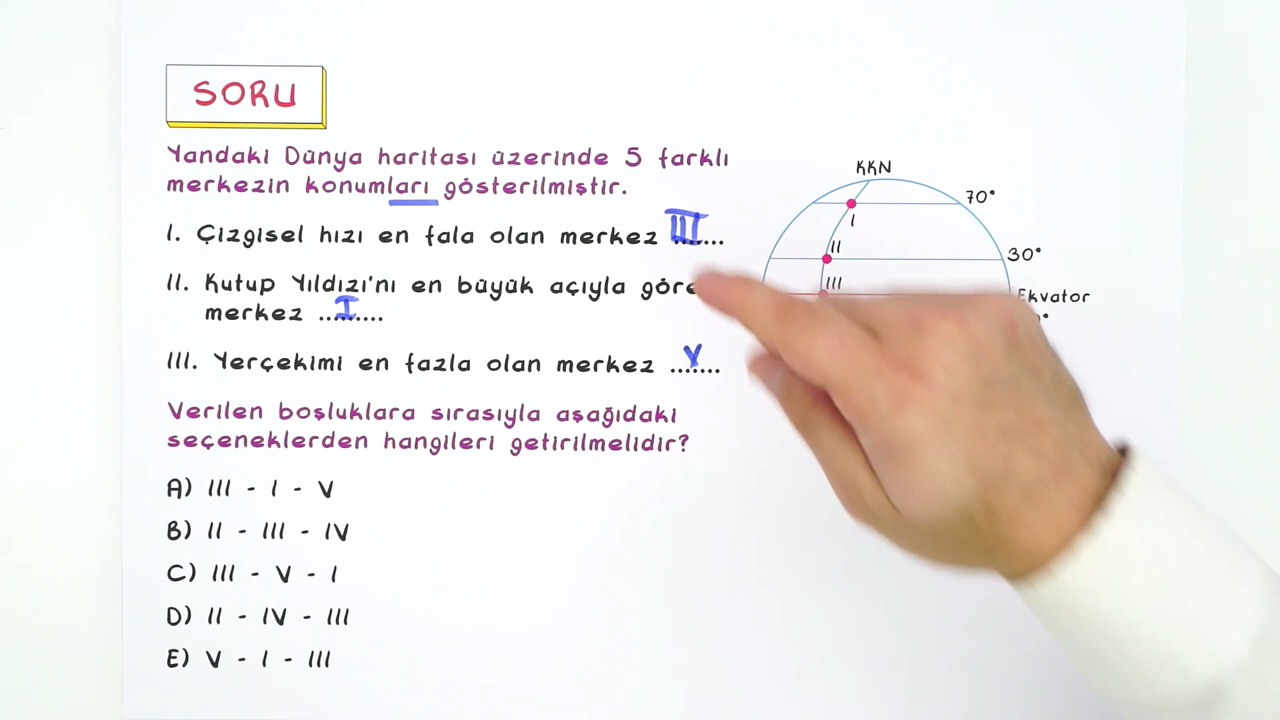 SORU
Yandaki Dünya haritası üzerinde 5 farklı
merkezin konumları gösterilmiştir.
I. Çizgisel hızı en fala olan merkez ..III.....
II. Kutup Yıldızı'nı en büyük açıyla göre
merkez ...I.....
III. Yerçekimi en fazla olan merkez ...V....
Verilen boşluklara sırasıyla aşağıdaki
seçeneklerden hangileri getirilmelidir?
A) III - I - V
B) II - III - IV
C) III - V - I
D) II - IV - III
E) V - I - III
KKN
70°
I
II
30°
III
Ekvator